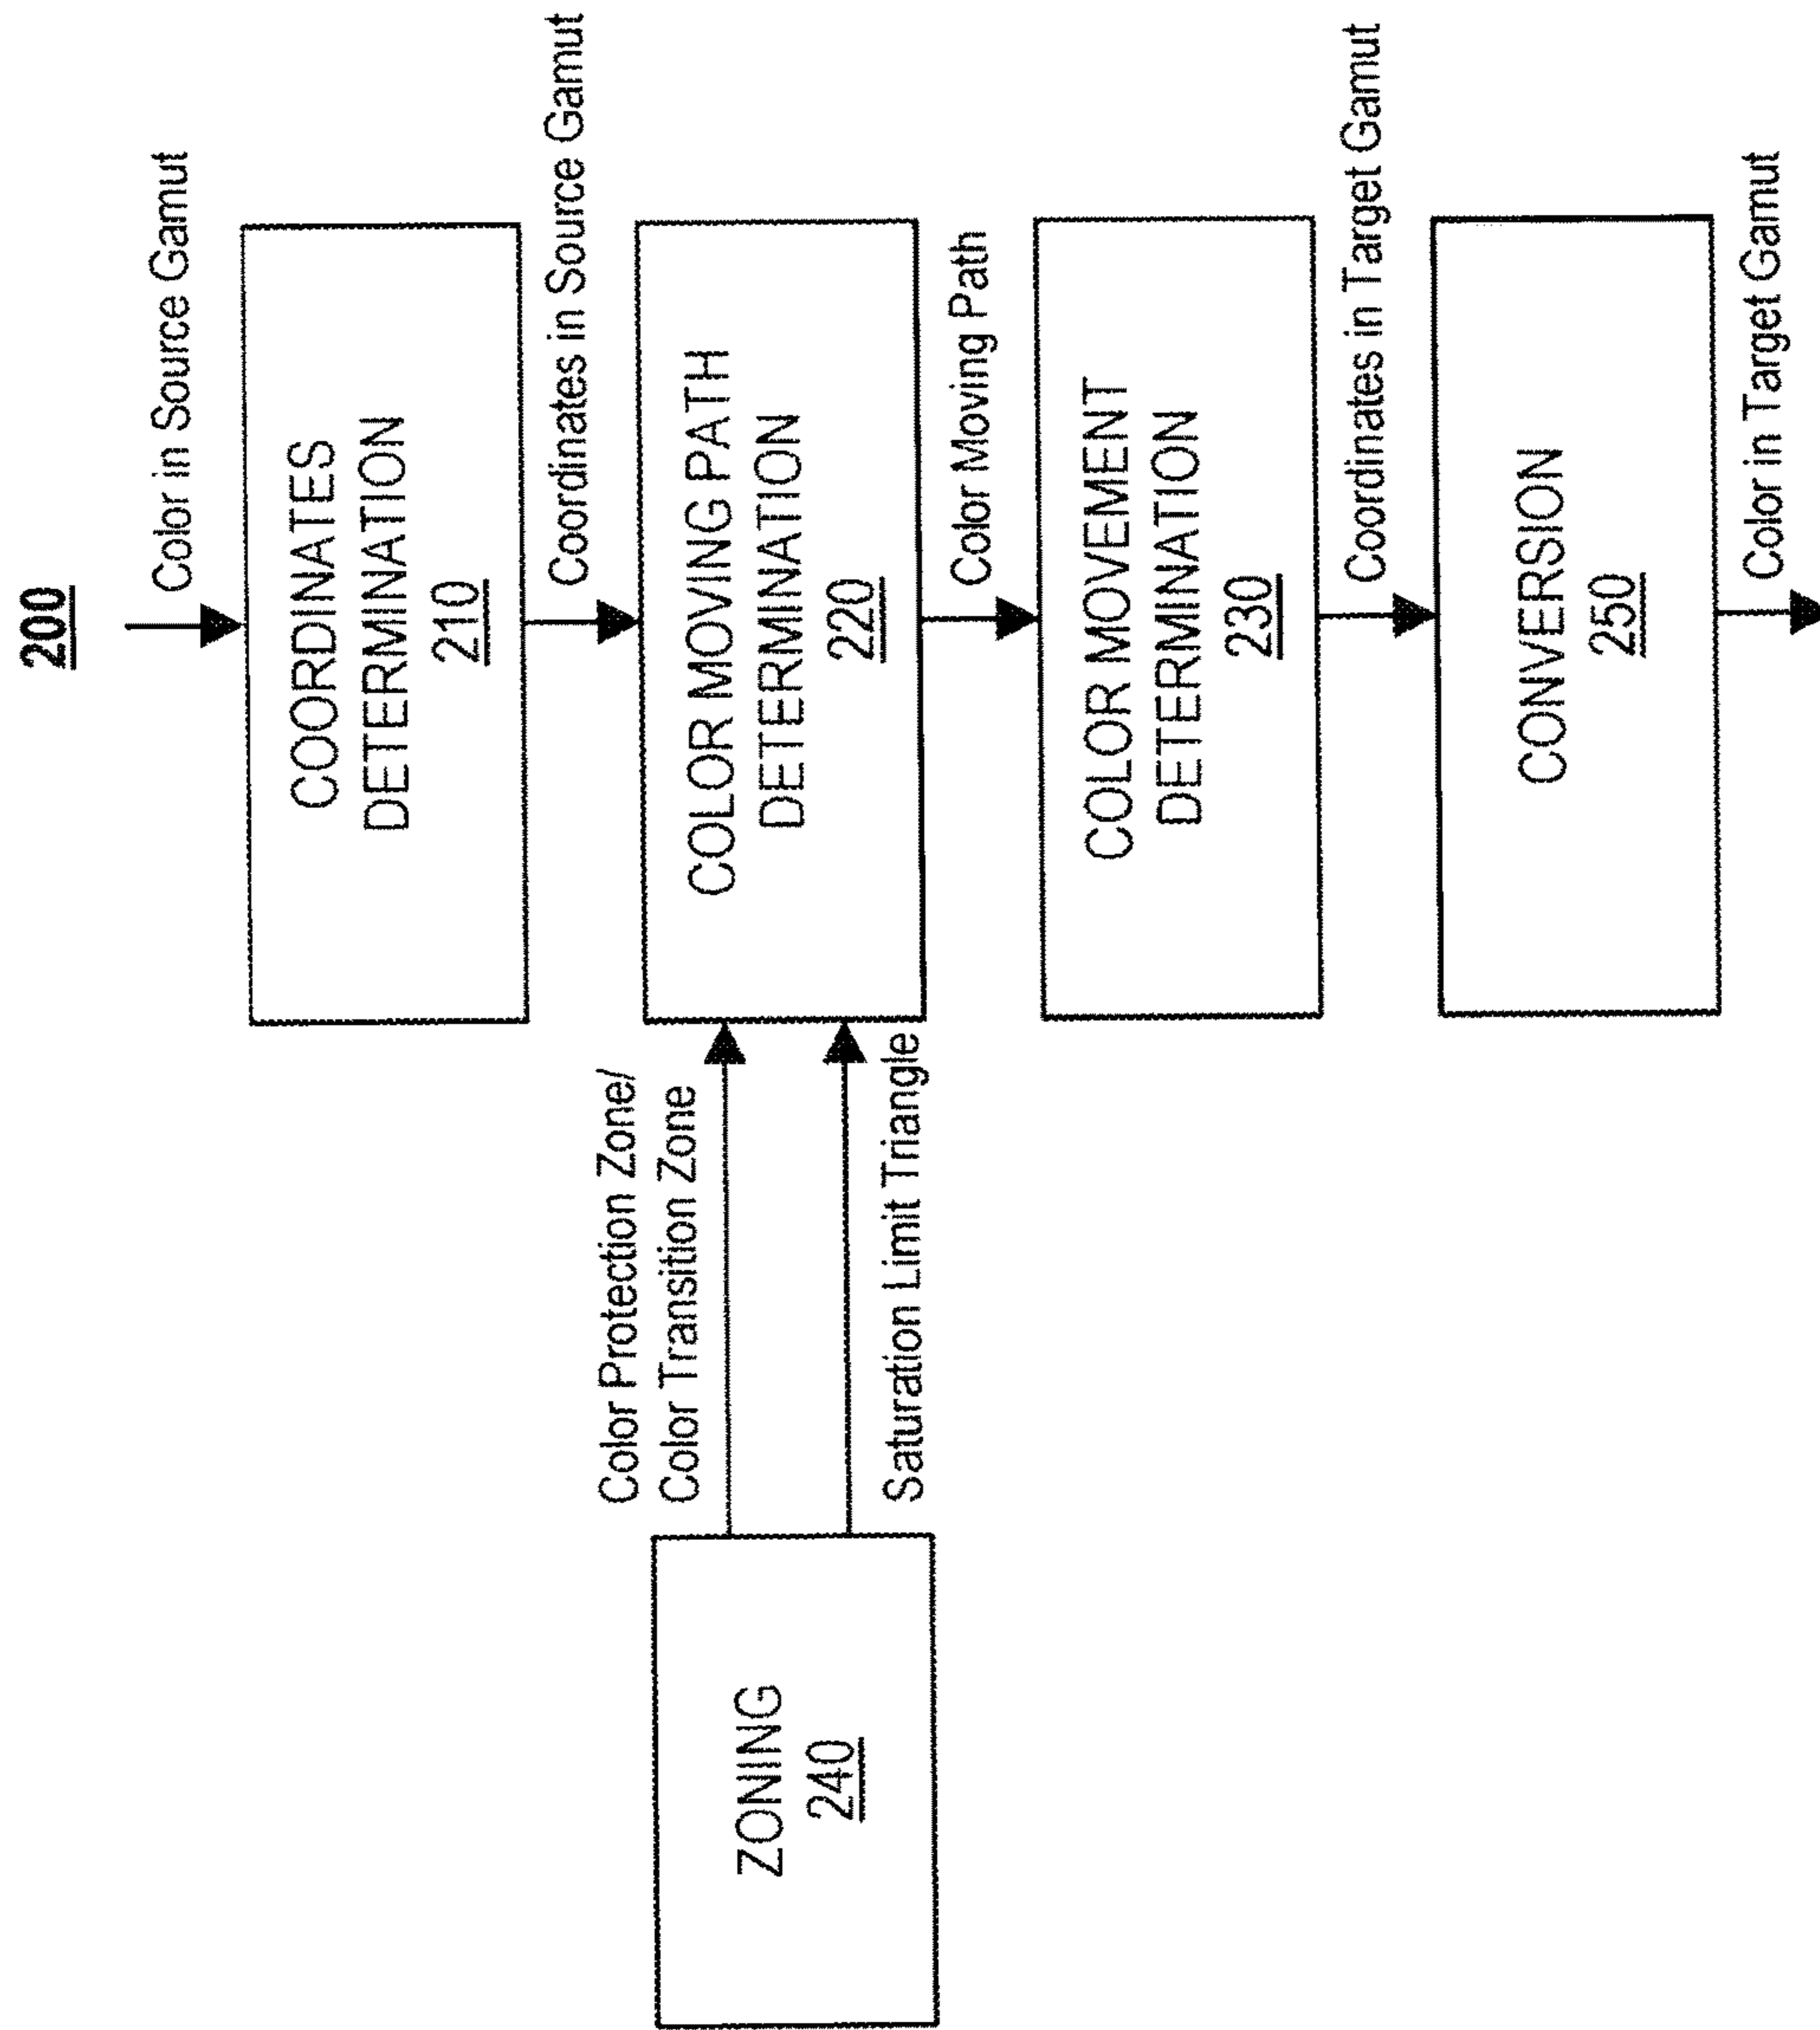 200
Color in Source Gamut
COORDINATES
DETERMINATION
210
Coordinates in Source Gamut
COLOR MOVING PATH
DETERMINATION
220
Color Moving Path
COLOR MOVEMENT
DETERMINATION
230
Coordinates in Target Gamut
CONVERSION
250
Color in Target Gamut
Color Protection Zone/
Color Transition Zone
Saturation Limit Triangle
ZONING
240